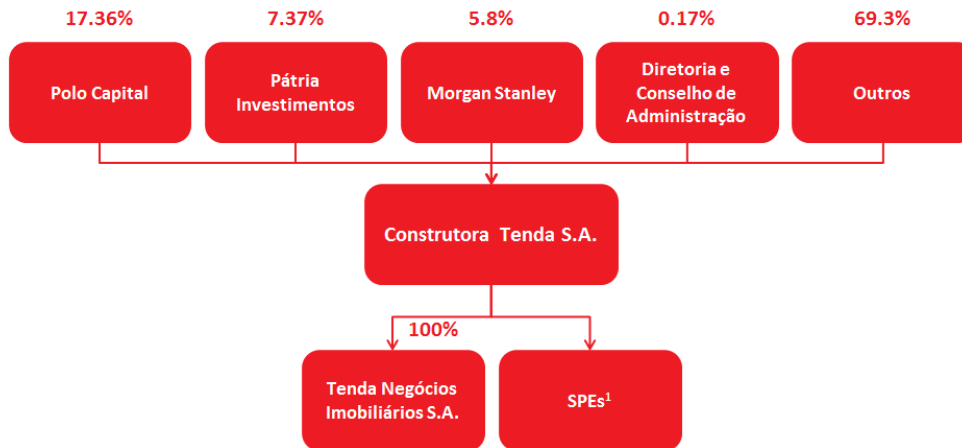 17.36%
7.37%
5.8%
0.17%
69.3%
Polo Capital
Pátria
Investimentos
Morgan Stanley
Diretoria e
Conselho de
Administração
Outros
Construtora Tenda S.A.
100%
Tenda Negócios
Imobiliários S.A.
SPEs¹